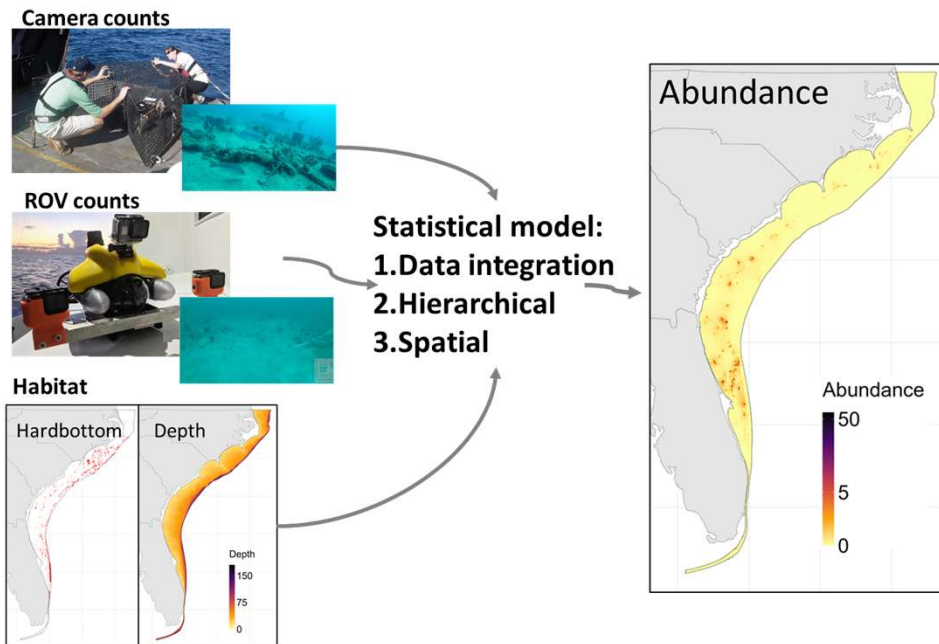 Camera counts
ROV counts
Habitat
Hardbottom
Depth
Depth
150
75
0
Statistical model:
1.Data integration
2.Hierarchical
3.Spatial
Abundance
Abundance
50
5
0